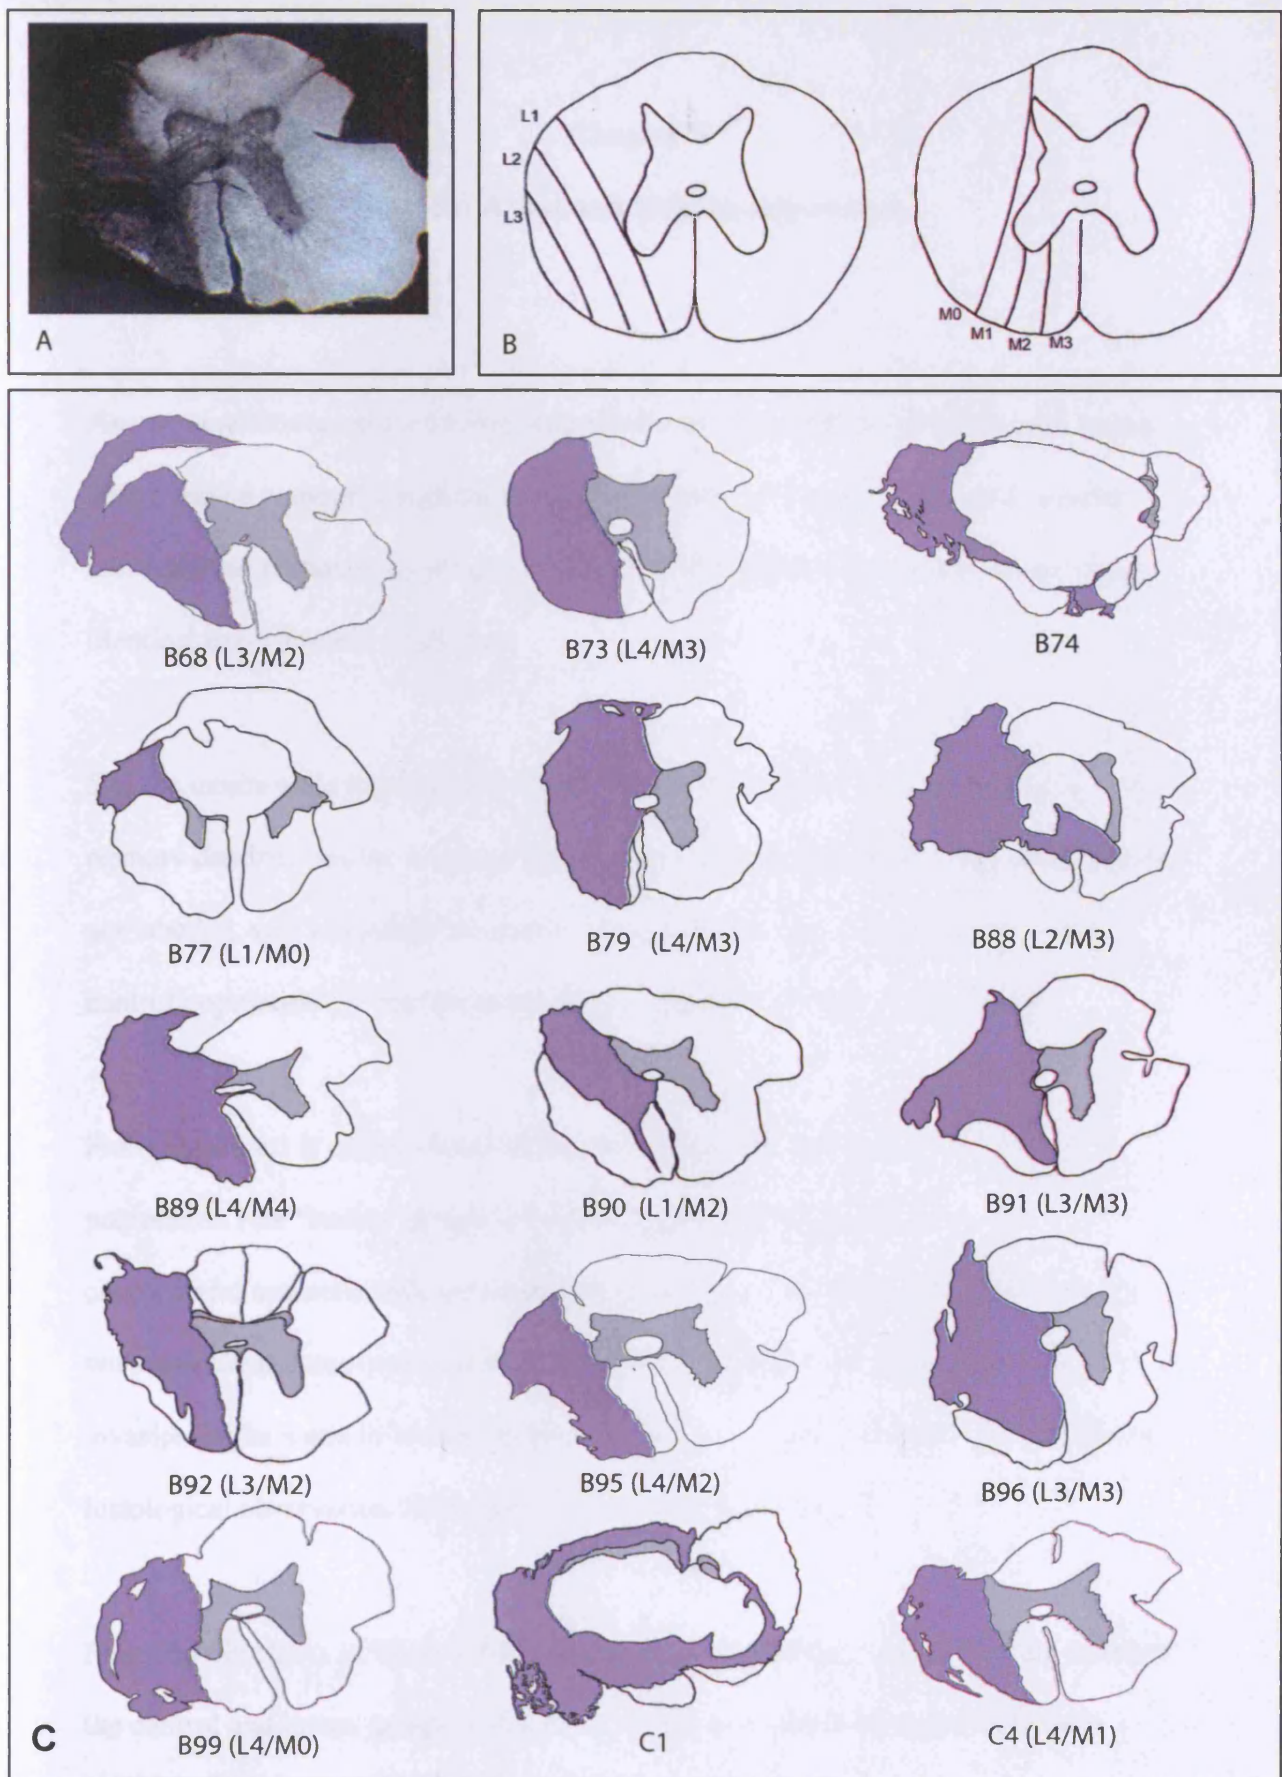 A
L1
L2
L3
B
M0
M1
M2
M3
B68 (L3/M2)
B73 (L4/M3)
B74
B77 (L1/M0)
B79 (L4/M3)
B88 (L2/M3)
B89 (L4/M4)
B90 (L1/M2)
B91 (L3/M3)
B92 (L3/M2)
B95 (L4/M2)
B96 (L3/M3)
C
B99 (L4/M0)
C1
C4 (L4/M1)